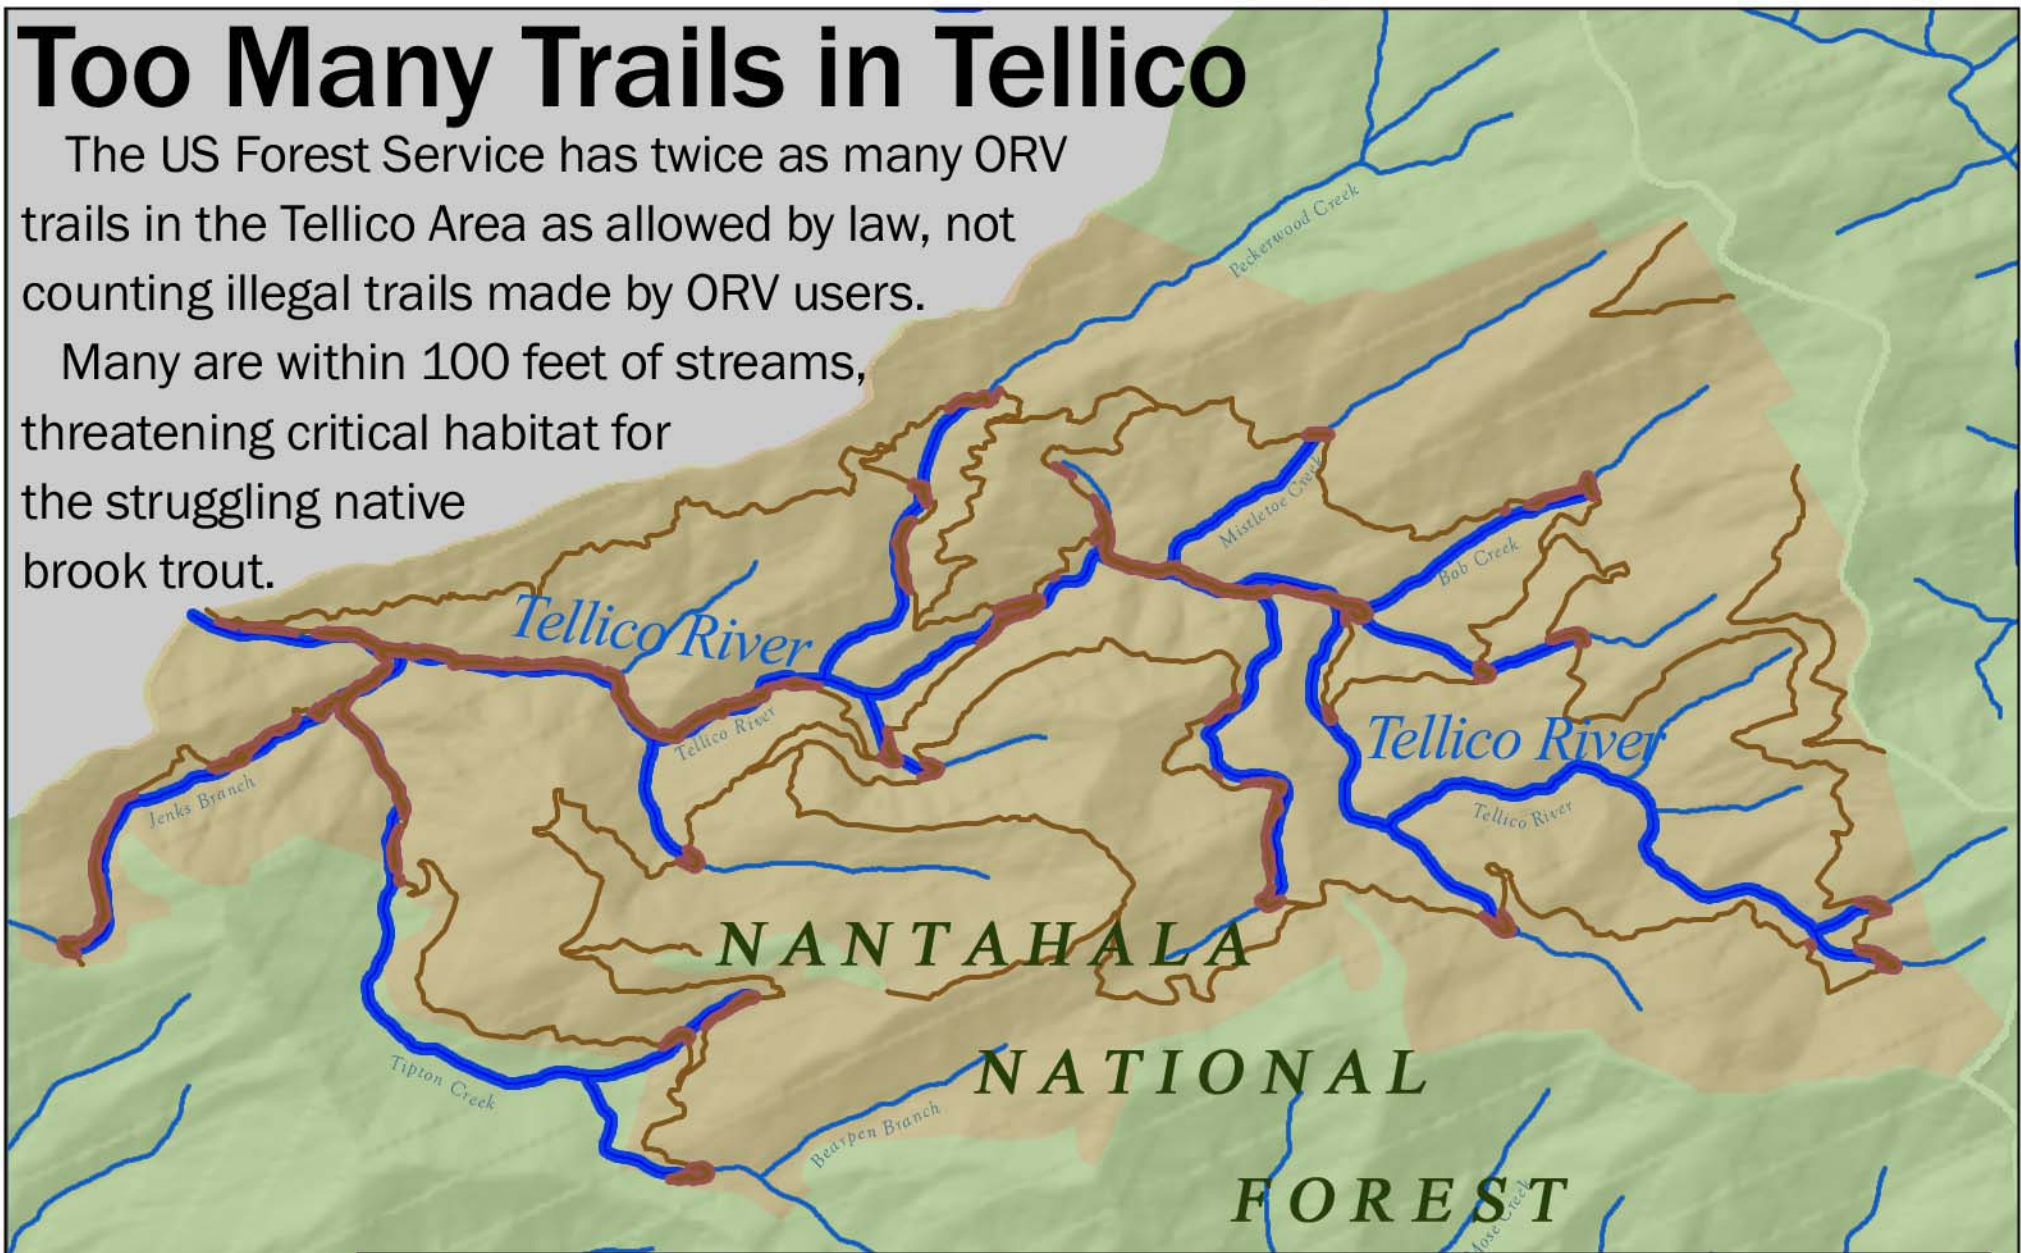 Too Many Trails in Tellico
The US Forest Service has twice as many ORV
trails in the Tellico Area as allowed by law, not
counting illegal trails made by ORV users.
Many are within 100 feet of streams,
threatening critical habitat for
the struggling native
brook trout.
Peckerwood Creek
Mistletoe Creek
Bob Creek
Tellico River
Tellico River
Tellico River
Jenks Branch
Tellico River
NANTAHALA
NATIONAL
FOREST
Tipton Creek
Bearpen Branch
Mose Creek